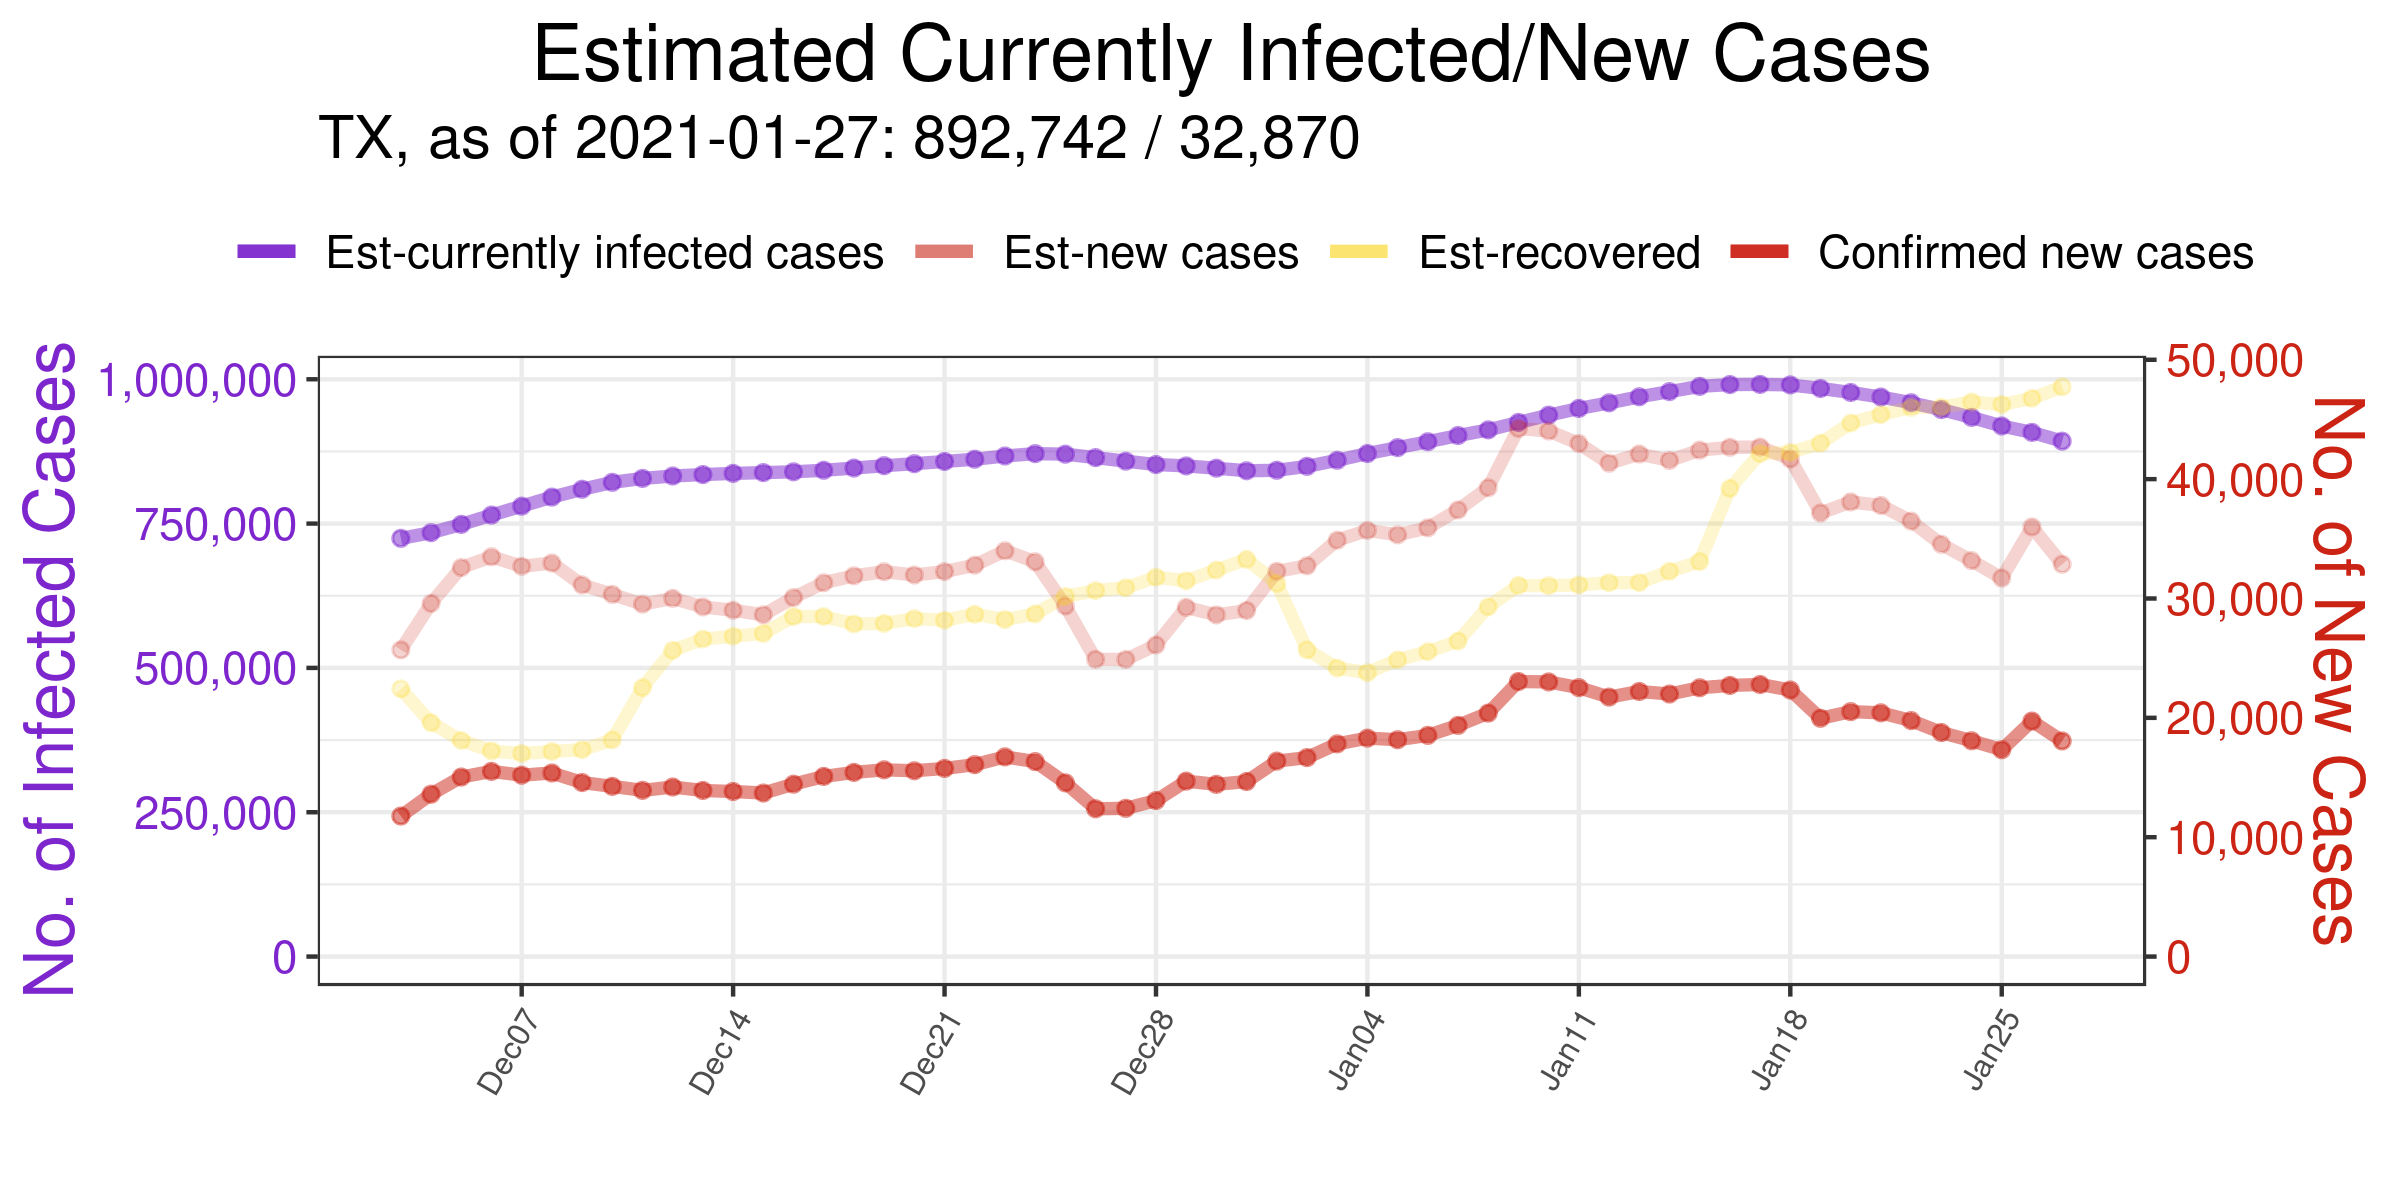 Estimated Currently Infected/New Cases
TX, as of 2021-01-27: 892,742 / 32,870
Est-currently infected cases Est-new cases Est-recovered Confirmed new cases
No. of Infected Cases
1,000,000
750,000
500,000
250,000
0
50,000
40,000
30,000
20,000
10,000
0
No. of New Cases
Dec07 Dec14 Dec21 Dec28 Jan04 Jan11 Jan18 Jan25